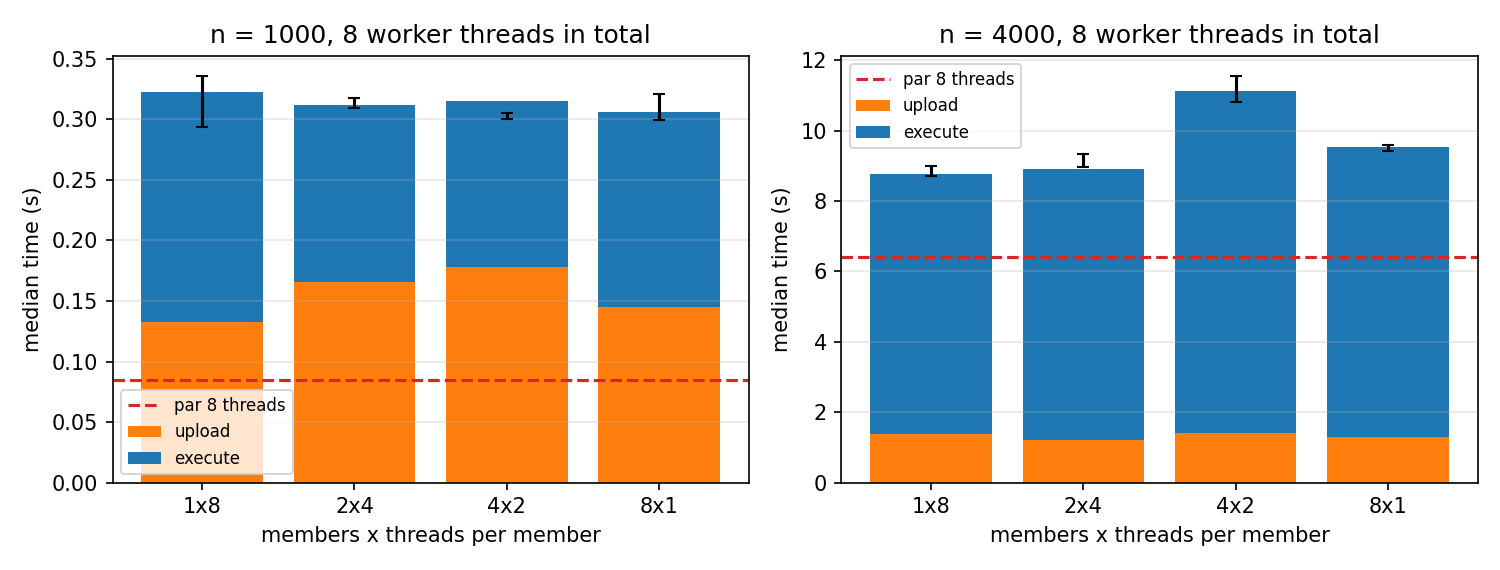 n = 1000, 8 worker threads in total
0.35
0.30
0.25
0.20
0.15
0.10
0.05
0.00
median time (s)
par 8 threads
upload
execute
1x8 2x4 4x2 8x1
members x threads per member
n = 4000, 8 worker threads in total
12
10
8
6
4
2
0
median time (s)
par 8 threads
upload
execute
1x8 2x4 4x2 8x1
members x threads per member